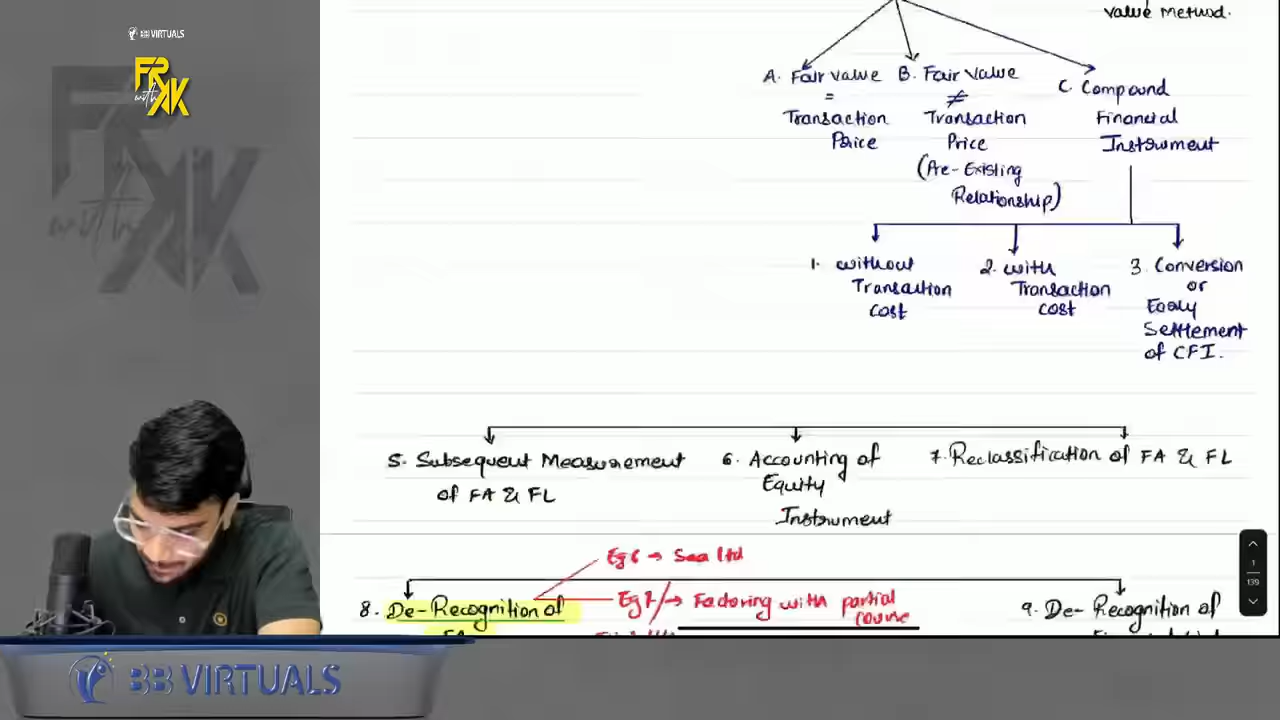 BB VIRTUALS
FR
with
KK
value Method.
A. Fair value
=
Transaction
Price
B. Fair value
≠
Transaction
Price
(Pre-Existing
Relationship)
C. Compound
Financial
Instrument
1. without
Transaction
cost
2. with
Transaction
cost
3. Conversion
or
Early
Settlement
of CFI.
5. Subsequent Measurement
of FA & FL
6. Accounting of
Equity
Instrument
7. Reclassification of FA & FL
Eg 6 → Sea ltd
8. De-Recognition of
Eg 7 → Factoring with partial
course
9. De-Recognition of
1
139
BB VIRTUALS